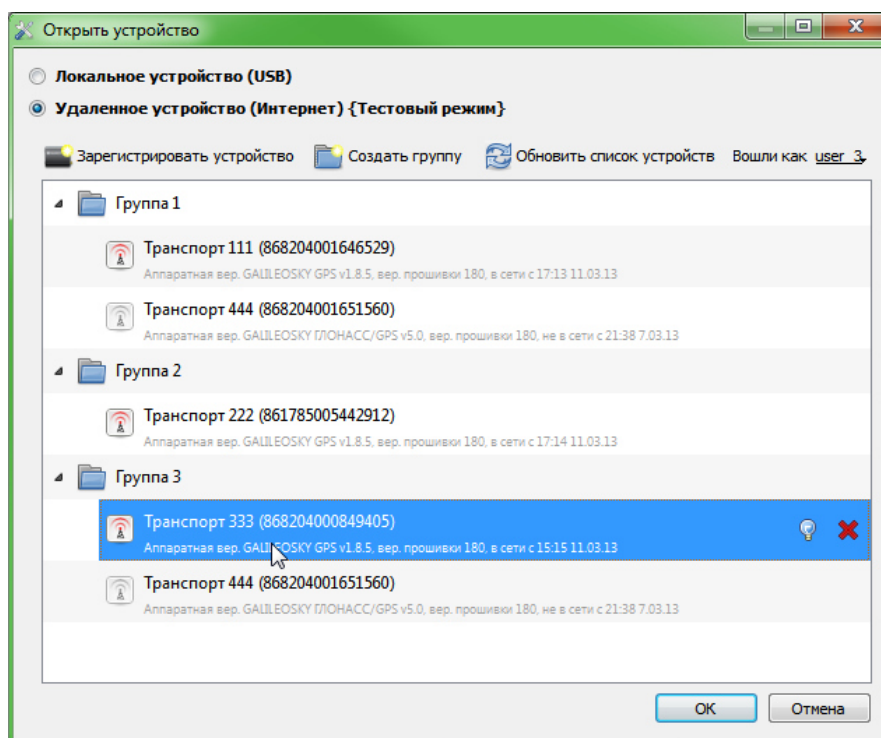 Открыть устройство
Локальное устройство (USB)
Удаленное устройство (Интернет) {Тестовый режим}
Зарегистрировать устройство Создать группу Обновить список устройств Вошли как user_3
Группа 1
Транспорт 111 (868204001646529)
Аппаратная вер. GALILEOSKY GPS v1.8.5, вер. прошивки 180, в сети с 17:13 11.03.13
Транспорт 444 (868204001651560)
Аппаратная вер. GALILEOSKY ГЛОНАСС/GPS v5.0, вер. прошивки 180, не в сети с 21:38 7.03.13
Группа 2
Транспорт 222 (861785005442912)
Аппаратная вер. GALILEOSKY GPS v1.8.5, вер. прошивки 180, в сети с 17:14 11.03.13
Группа 3
Транспорт 333 (868204000849405)
Аппаратная вер. GALILEOSKY GPS v1.8.5, вер. прошивки 180, в сети с 15:15 11.03.13
Транспорт 444 (868204001651560)
Аппаратная вер. GALILEOSKY ГЛОНАСС/GPS v5.0, вер. прошивки 180, не в сети с 21:38 7.03.13
OK Отмена